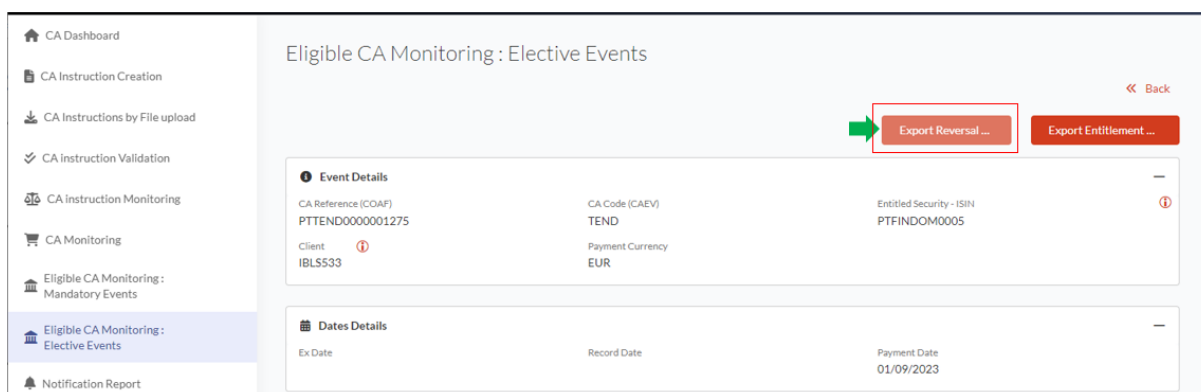 CA Dashboard
CA Instruction Creation
CA Instructions by File upload
CA instruction Validation
CA instruction Monitoring
CA Monitoring
Eligible CA Monitoring :
Mandatory Events
Eligible CA Monitoring :
Elective Events
Notification Report
Eligible CA Monitoring : Elective Events
« Back
Export Reversal ...
Export Entitlement ...
Event Details
CA Reference (COAF)
PTTEND0000001275
CA Code (CAEV)
TEND
Entitled Security - ISIN
PTFINDOM0005
Client
IBLS533
Payment Currency
EUR
Dates Details
Ex Date
Record Date
Payment Date
01/09/2023